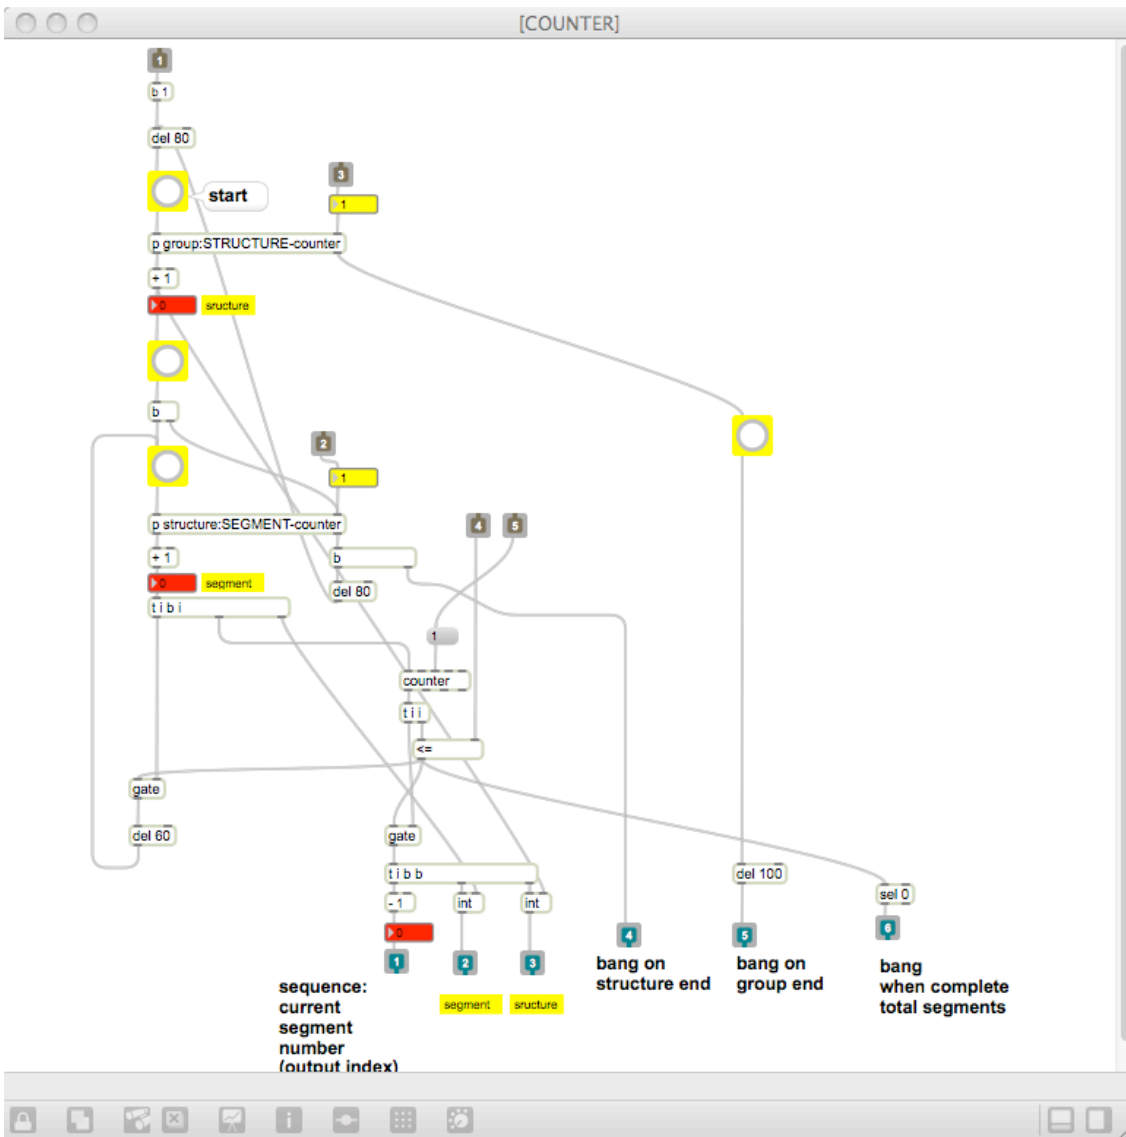 [COUNTER]
1
b 1
del 80
3
start
1
p group:STRUCTURE-counter
+ 1
0 sructure
b
2
1
p structure:SEGMENT-counter
4 5
+ 1
b
0 segment
del 80
t i b i
1
counter
t i i
<=
gate
del 60
gate
t i b b
del 100
sel 0
- 1
int
int
0
1
2
3
4
5
6
bang on
structure end
bang on
group end
bang
when complete
total segments
sequence:
current
segment
number
(output index)
segment
sructure